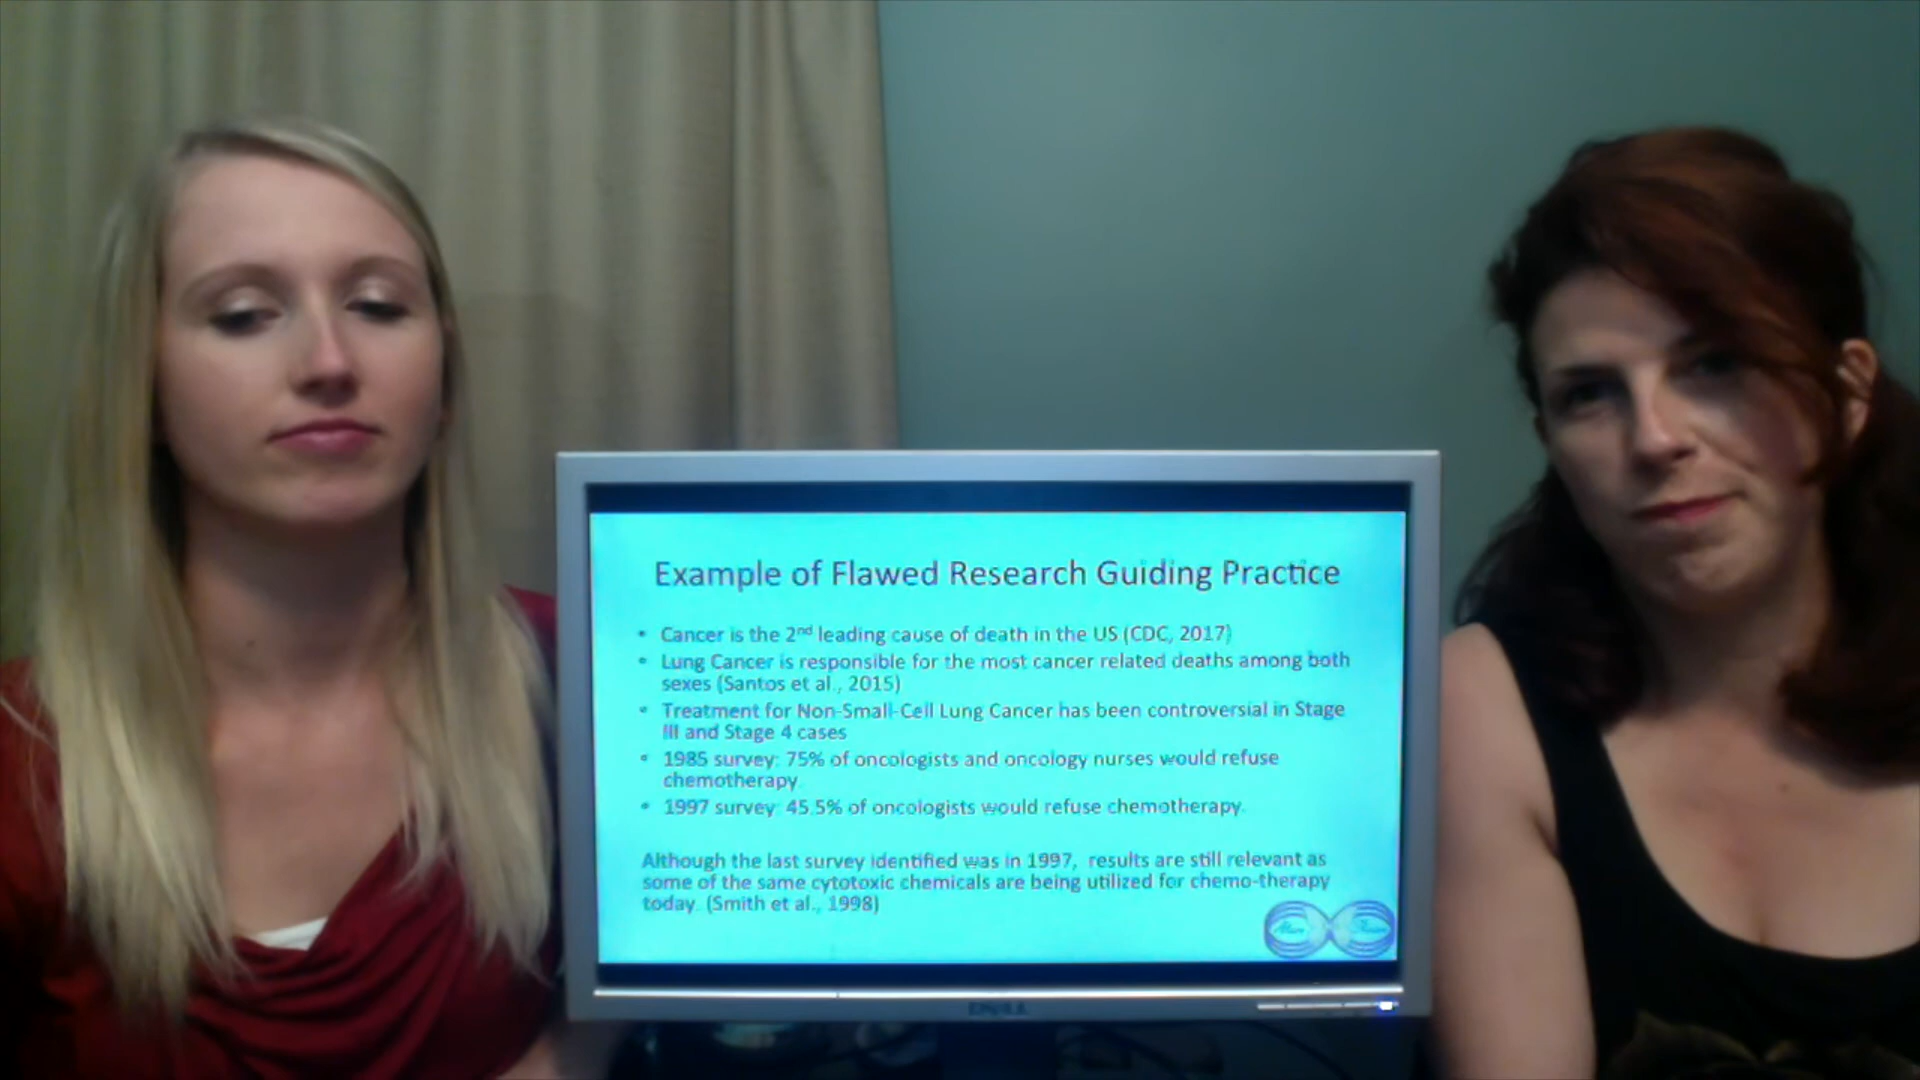 Example of Flawed Research Guiding Practice
• Cancer is the 2nd leading cause of death in the US (CDC, 2017)
• Lung Cancer is responsible for the most cancer related deaths among both
sexes (Santos et al., 2015)
• Treatment for Non-Small-Cell Lung Cancer has been controversial in Stage
III and Stage 4 cases
• 1985 survey: 75% of oncologists and oncology nurses would refuse
chemotherapy.
• 1997 survey: 45.5% of oncologists would refuse chemotherapy.
Although the last survey identified was in 1997, results are still relevant as
some of the same cytotoxic chemicals are being utilized for chemo-therapy
today. (Smith et al., 1998)